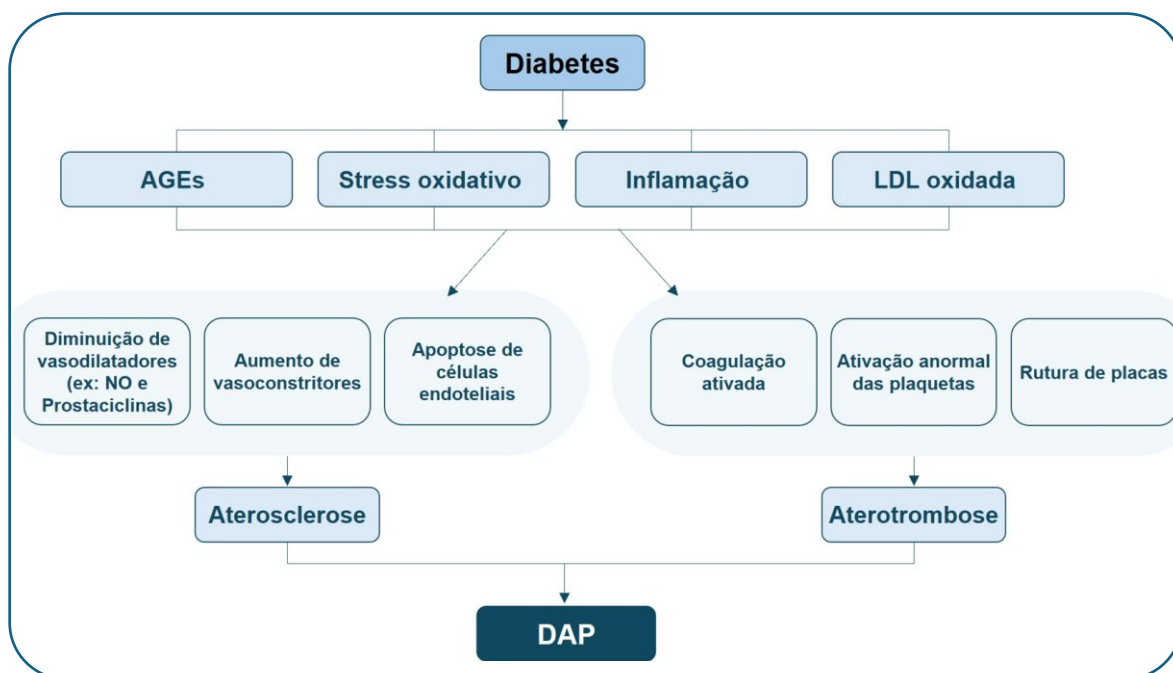 Diabetes
AGEs
Stress oxidativo
Inflamação
LDL oxidada
Diminuição de
vasodilatadores
(ex: NO e
Prostaciclinas)
Aumento de
vasoconstritores
Apoptose de
células
endoteliais
Coagulação
ativada
Ativação anormal
das plaquetas
Rutura de placas
Aterosclerose
Aterotrombose
DAP